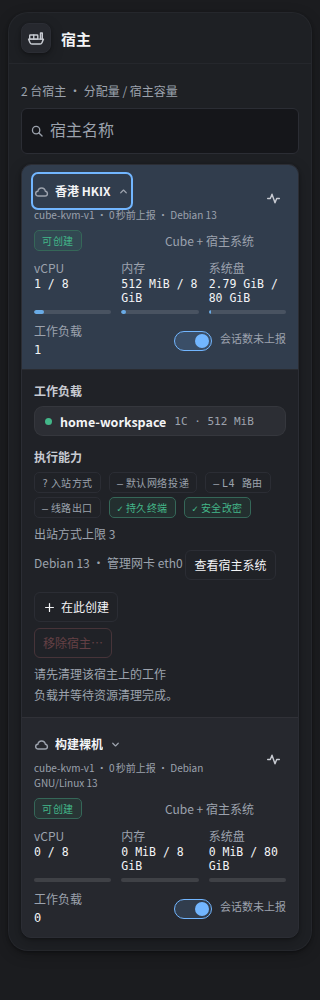 宿主
2 台宿主 · 分配量 / 宿主容量
宿主名称
香港 HKIX
cube-kvm-v1 · 0秒前上报 · Debian 13
可创建
Cube + 宿主系统
vCPU 内存 系统盘
1 / 8 512 MiB / 8 GiB 2.79 GiB / 80 GiB
工作负载
1
会话数未上报
工作负载
home-workspace 1C · 512 MiB
执行能力
? 入站方式 — 默认网络投递 — L4 路由
— 线路出口 ✓ 持久终端 ✓ 安全改密
出站方式上限 3
Debian 13 · 管理网卡 eth0 查看宿主系统
+ 在此创建
移除宿主…
请先清理该宿主上的工作
负载并等待资源清理完成。
构建裸机
cube-kvm-v1 · 0秒前上报 · Debian
GNU/Linux 13
可创建
Cube + 宿主系统
vCPU 内存 系统盘
0 / 8 0 MiB / 8 GiB 0 MiB / 80 GiB
工作负载
0
会话数未上报